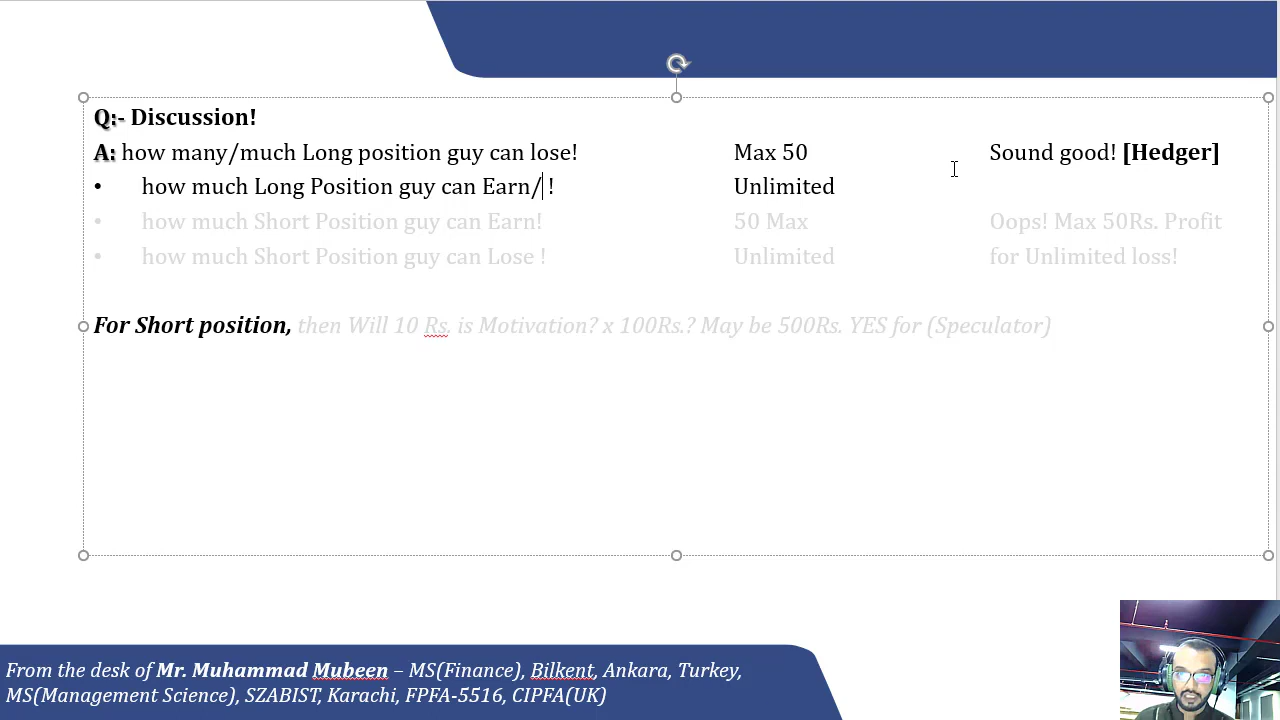 Q:- Discussion!
A: how many/much Long position guy can lose! Max 50 Sound good! [Hedger]
• how much Long Position guy can Earn/ ! Unlimited
• how much Short Position guy can Earn! 50 Max Oops! Max 50Rs. Profit
• how much Short Position guy can Lose ! Unlimited for Unlimited loss!
For Short position, then Will 10 Rs. is Motivation? x 100Rs.? May be 500Rs. YES for (Speculator)
From the desk of Mr. Muhammad Mubeen – MS(Finance), Bilkent, Ankara, Turkey,
MS(Management Science), SZABIST, Karachi, FPFA-5516, CIPFA(UK)